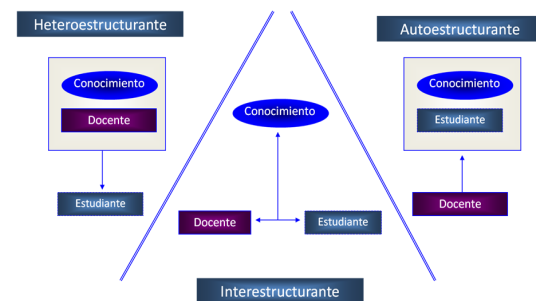 Heteroestructurante
Autoestructurante
Conocimiento
Docente
Estudiante
Conocimiento
Docente
Estudiante
Conocimiento
Estudiante
Docente
Interestructurante